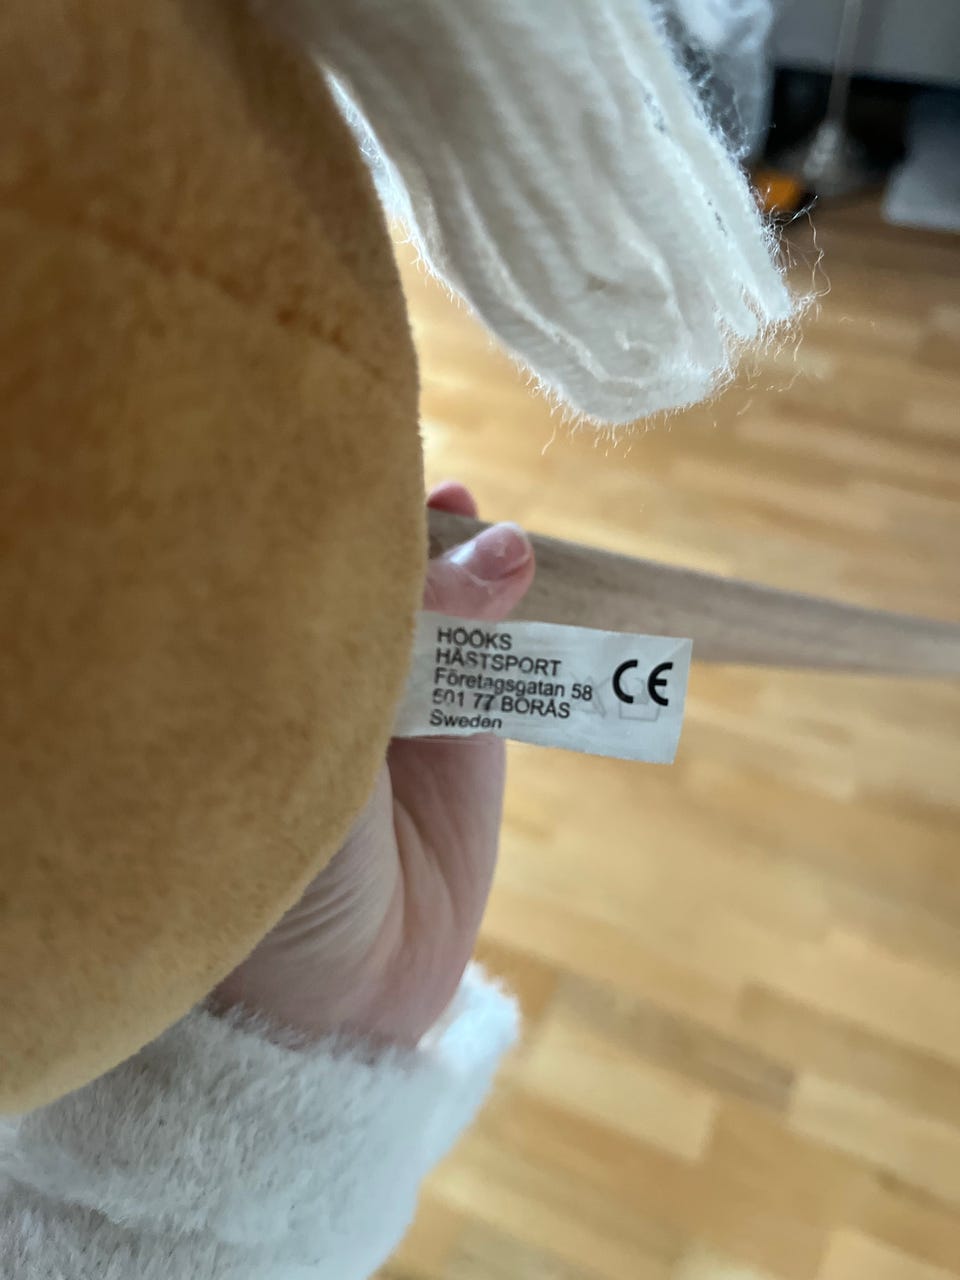 HÖÖKS
HÄSTSPORT
Företagsgatan 58
501 77 BORÅS
Sweden
CE